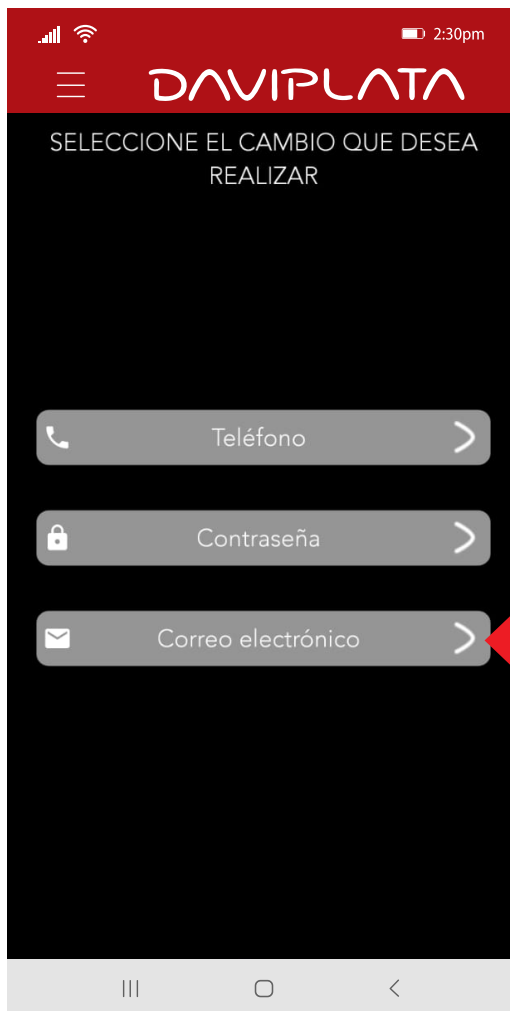 2:30pm
DAVIPLATA
SELECCIONE EL CAMBIO QUE DESEA
REALIZAR
Teléfono
Contraseña
Correo electrónico